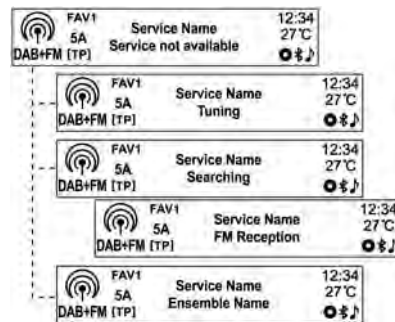 FAV1 Service Name 12:34
5A Service not available 27°C
DAB+FM [TP]
FAV1 Service Name 12:34
5A Tuning 27°C
DAB+FM [TP]
FAV1 Service Name 12:34
5A Searching 27°C
DAB+FM [TP]
FAV1 Service Name 12:34
5A FM Reception 27°C
DAB+FM [TP]
FAV1 Service Name 12:34
5A Ensemble Name 27°C
DAB+FM [TP]